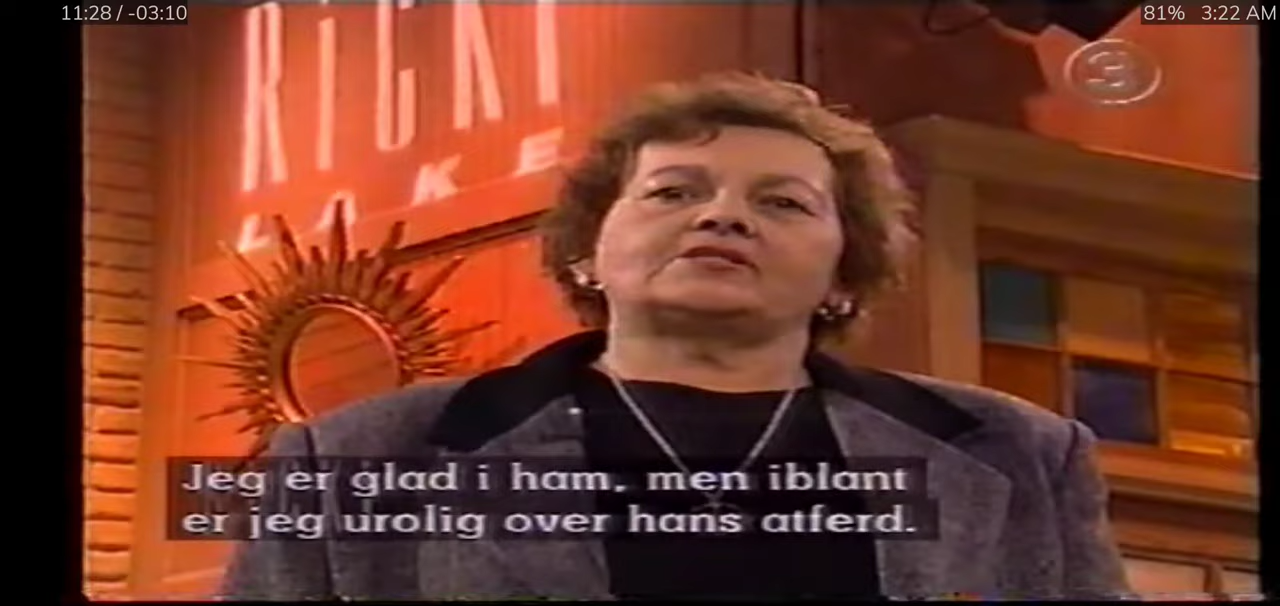 11:28 / -03:10
81% 3:22 AM
RiCKI
LAKE
3
Jeg er glad i ham, men iblant
er jeg urolig over hans atferd.